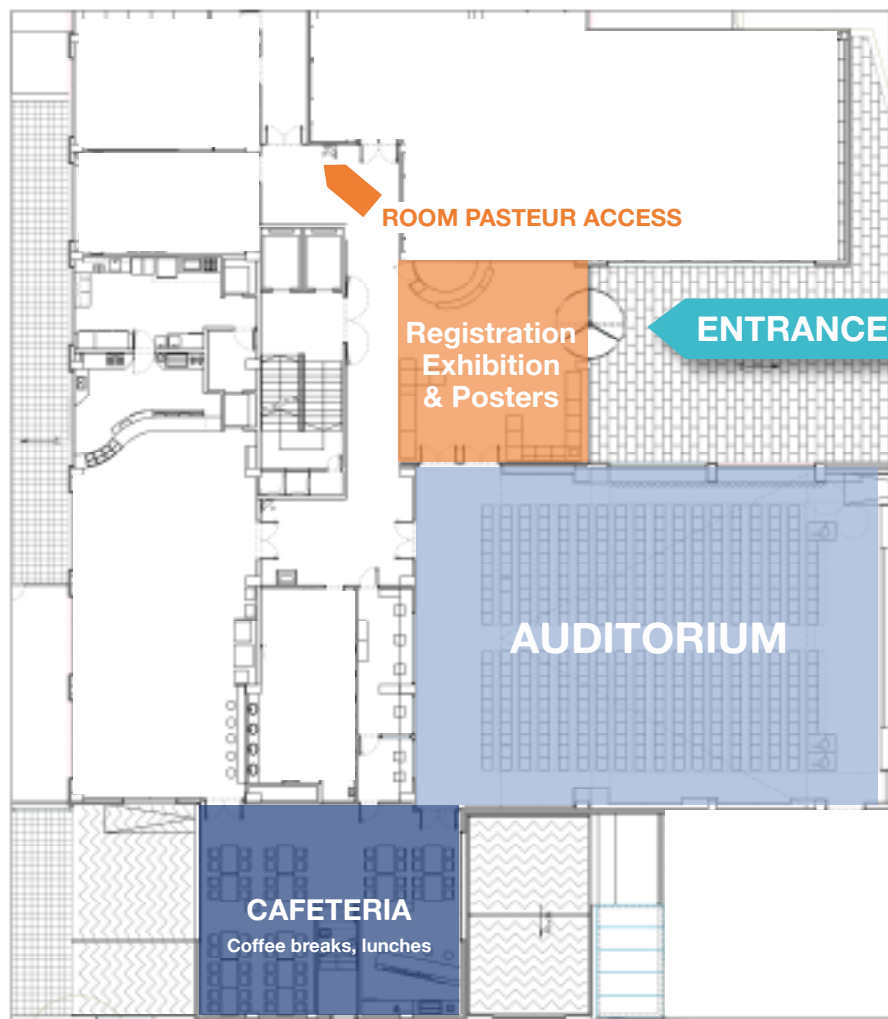 ROOM PASTEUR ACCESS
Registration
Exhibition
& Posters
ENTRANCE
AUDITORIUM
CAFETERIA
Coffee breaks, lunches